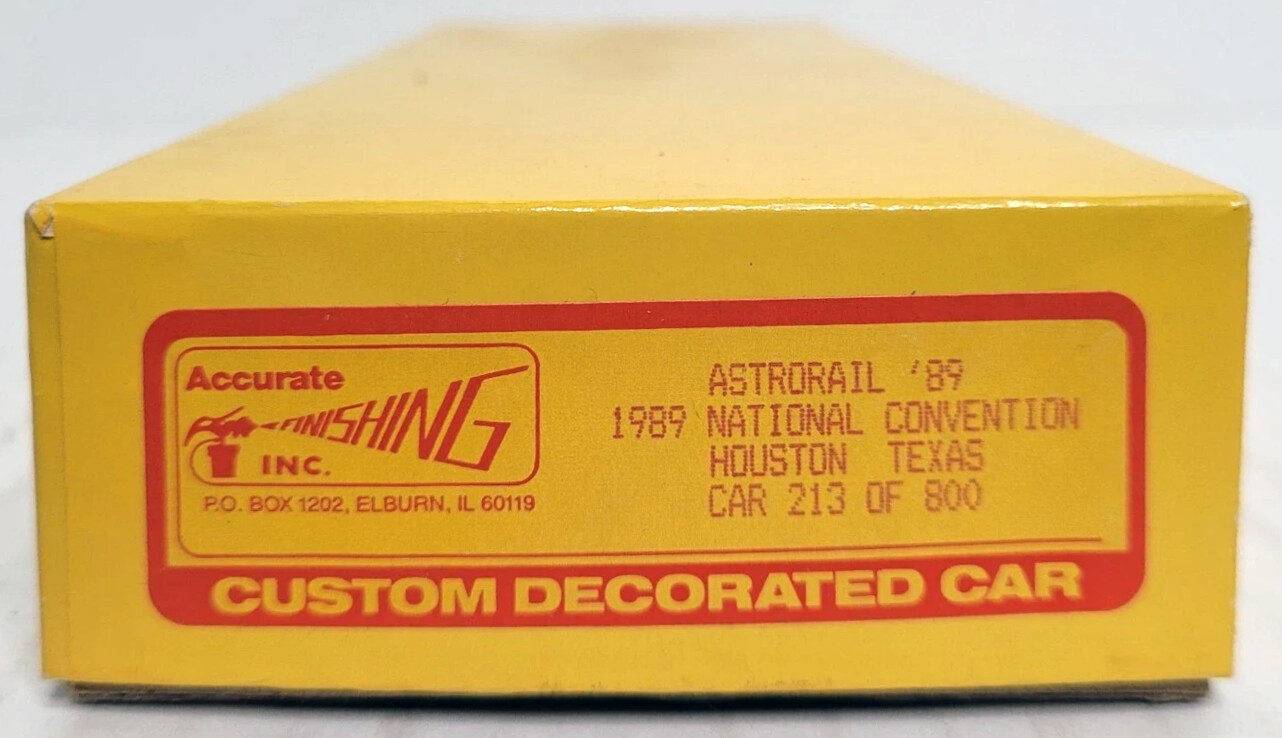 Accurate
FINISHING
INC.
P.O. BOX 1202, ELBURN, IL 60119
ASTRORAIL '89
1989 NATIONAL CONVENTION
HOUSTON TEXAS
CAR 213 OF 800
CUSTOM DECORATED CAR